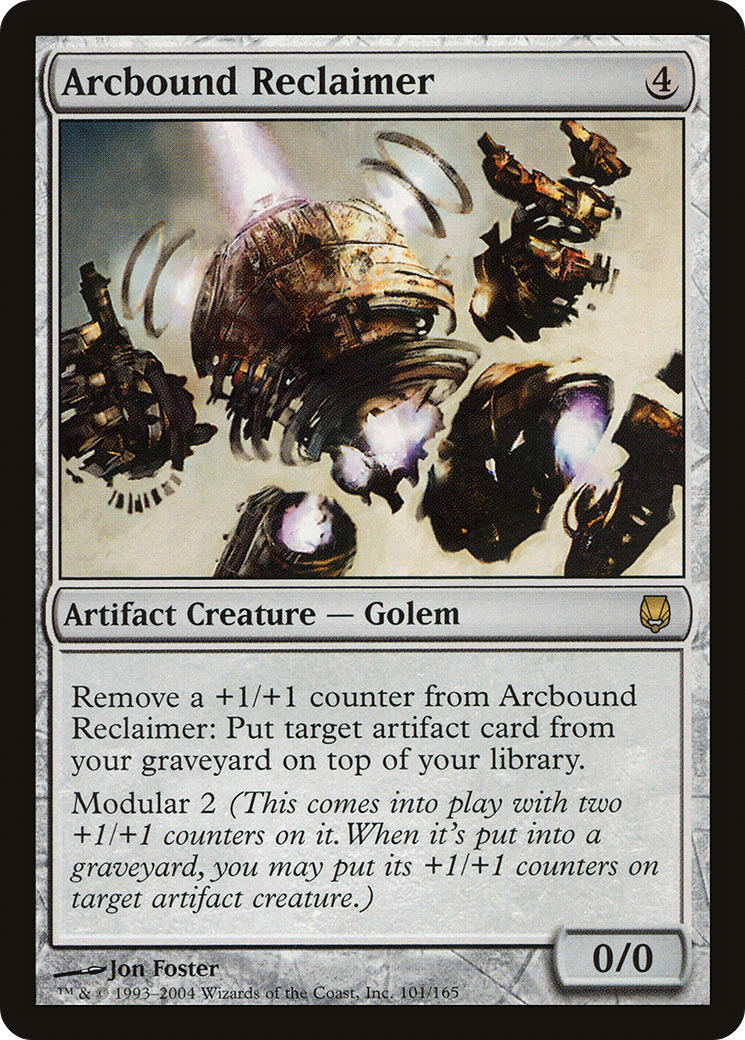 Arcbound Reclaimer 4
Artifact Creature — Golem
Remove a +1/+1 counter from Arcbound
Reclaimer: Put target artifact card from
your graveyard on top of your library.
Modular 2 (This comes into play with two
+1/+1 counters on it. When it's put into a
graveyard, you may put its +1/+1 counters on
target artifact creature.)
0/0
Jon Foster
™ & © 1993–2004 Wizards of the Coast, Inc. 101/165